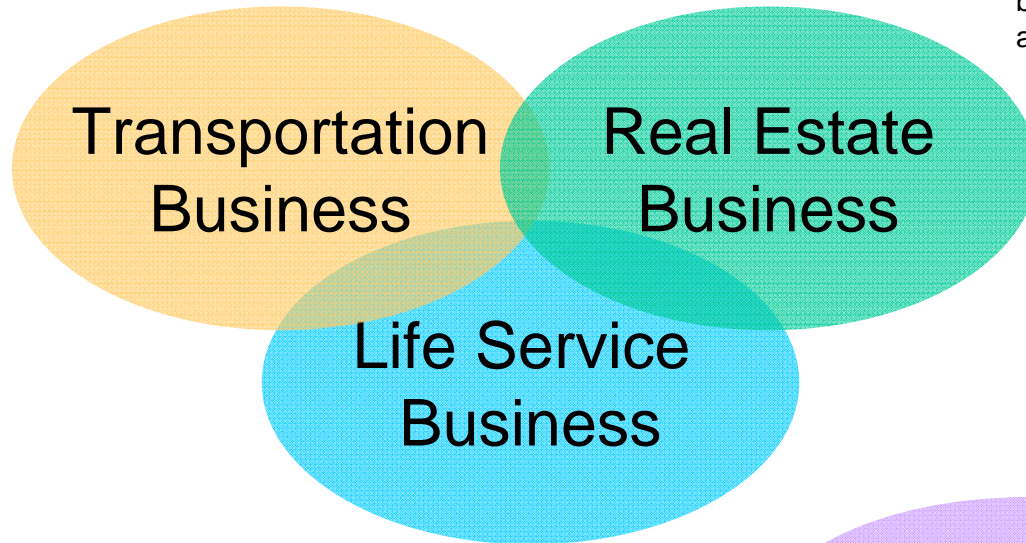 Transportation
Business
Real Estate
Business
Life Service
Business